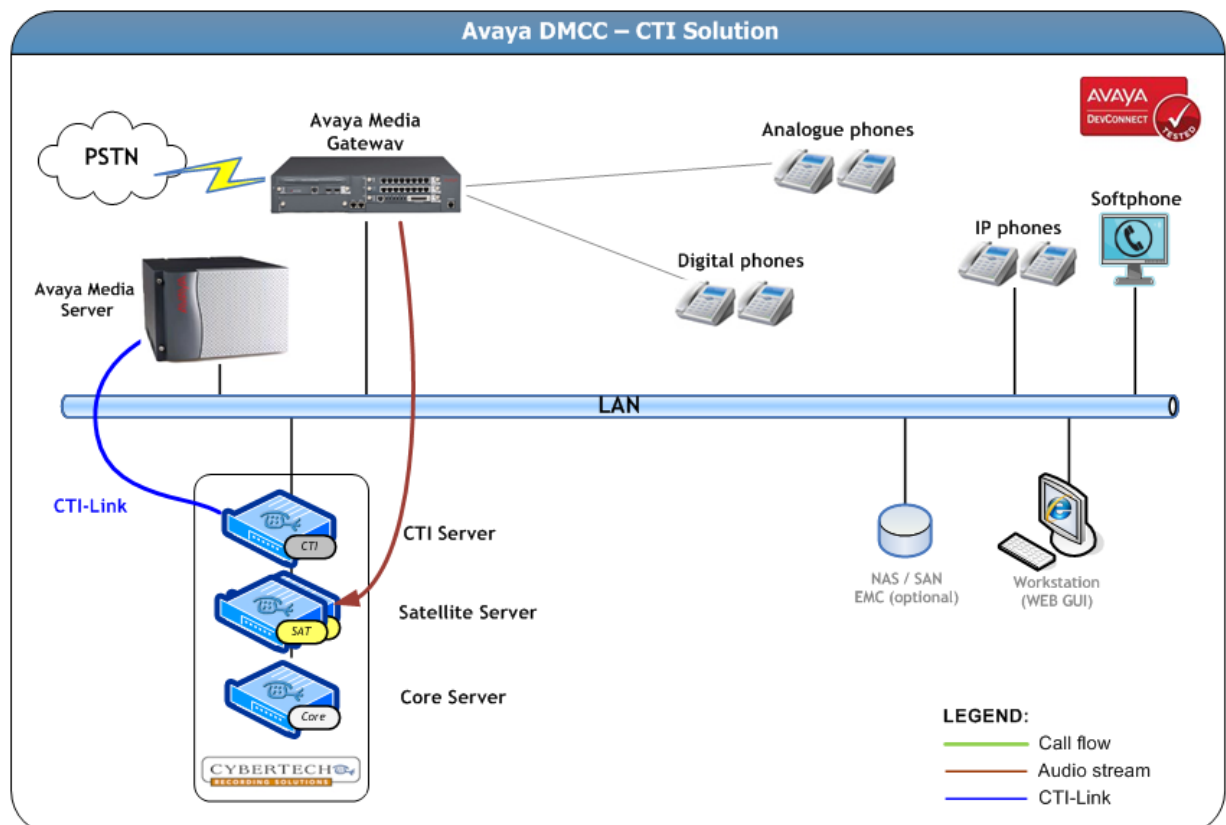 Avaya DMCC – CTI Solution
AVAYA
DEVCONNECT
TESTED
PSTN
Avaya Media
Gateway
Analogue phones
Softphone
IP phones
Digital phones
Avaya Media
Server
AVAYA
LAN
CTI-Link
CTI
CTI Server
SAT
Satellite Server
Core
Core Server
NAS / SAN
EMC (optional)
Workstation
(WEB GUI)
CYBERTECH
RECORDING SOLUTIONS
LEGEND:
Call flow
Audio stream
CTI-Link